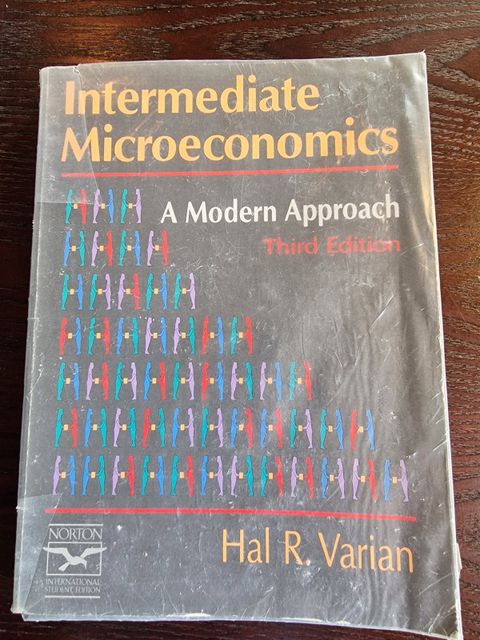 Intermediate
Microeconomics
A Modern Approach
Third Edition
Hal R. Varian
NORTON
INTERNATIONAL
STUDENT EDITION